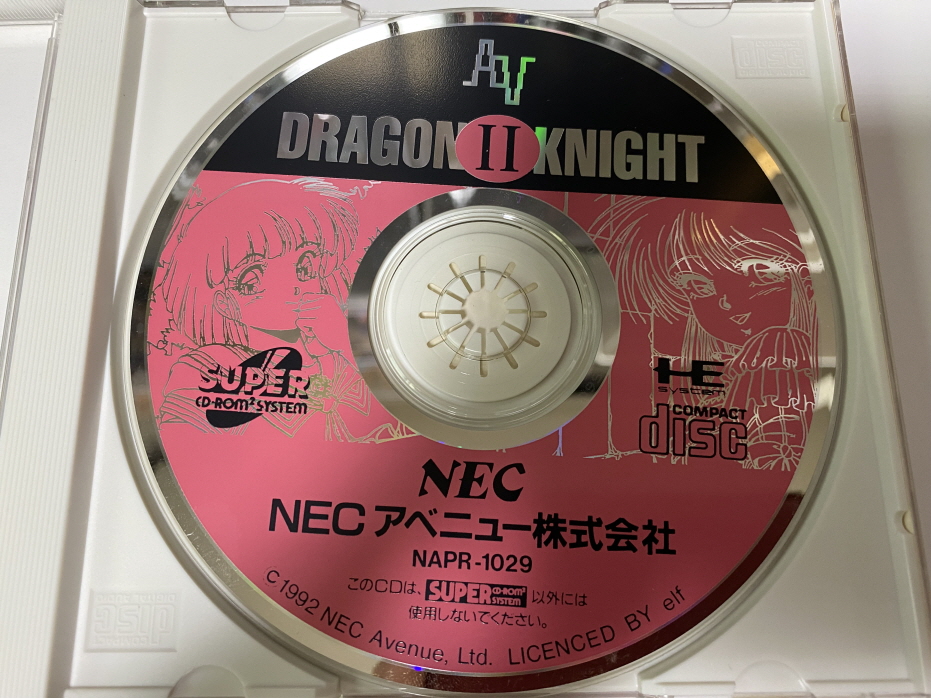 AV
DRAGON II KNIGHT
SUPER
CD-ROM² SYSTEM
HE
SYSTEM
COMPACT
disc
NEC
NECアベニュー株式会社
NAPR-1029
このCDは、SUPER CD-ROM² SYSTEM 以外には
使用しないでください。
C1992 NEC Avenue, Ltd. LICENCED BY elf